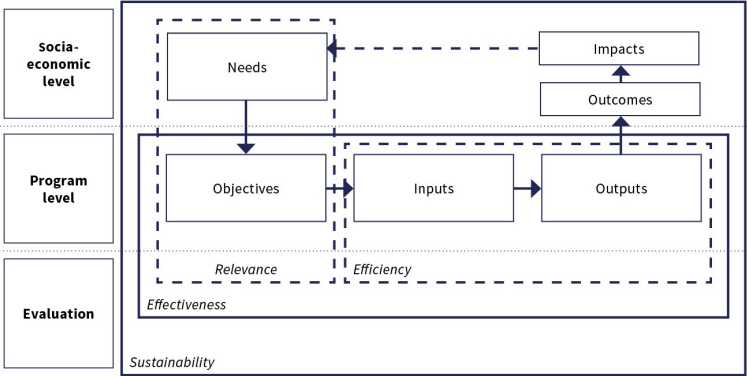 Socia-
economic
level
Needs
Impacts
Outcomes
Program
level
Objectives
Inputs
Outputs
Relevance
Efficiency
Evaluation
Effectiveness
Sustainability